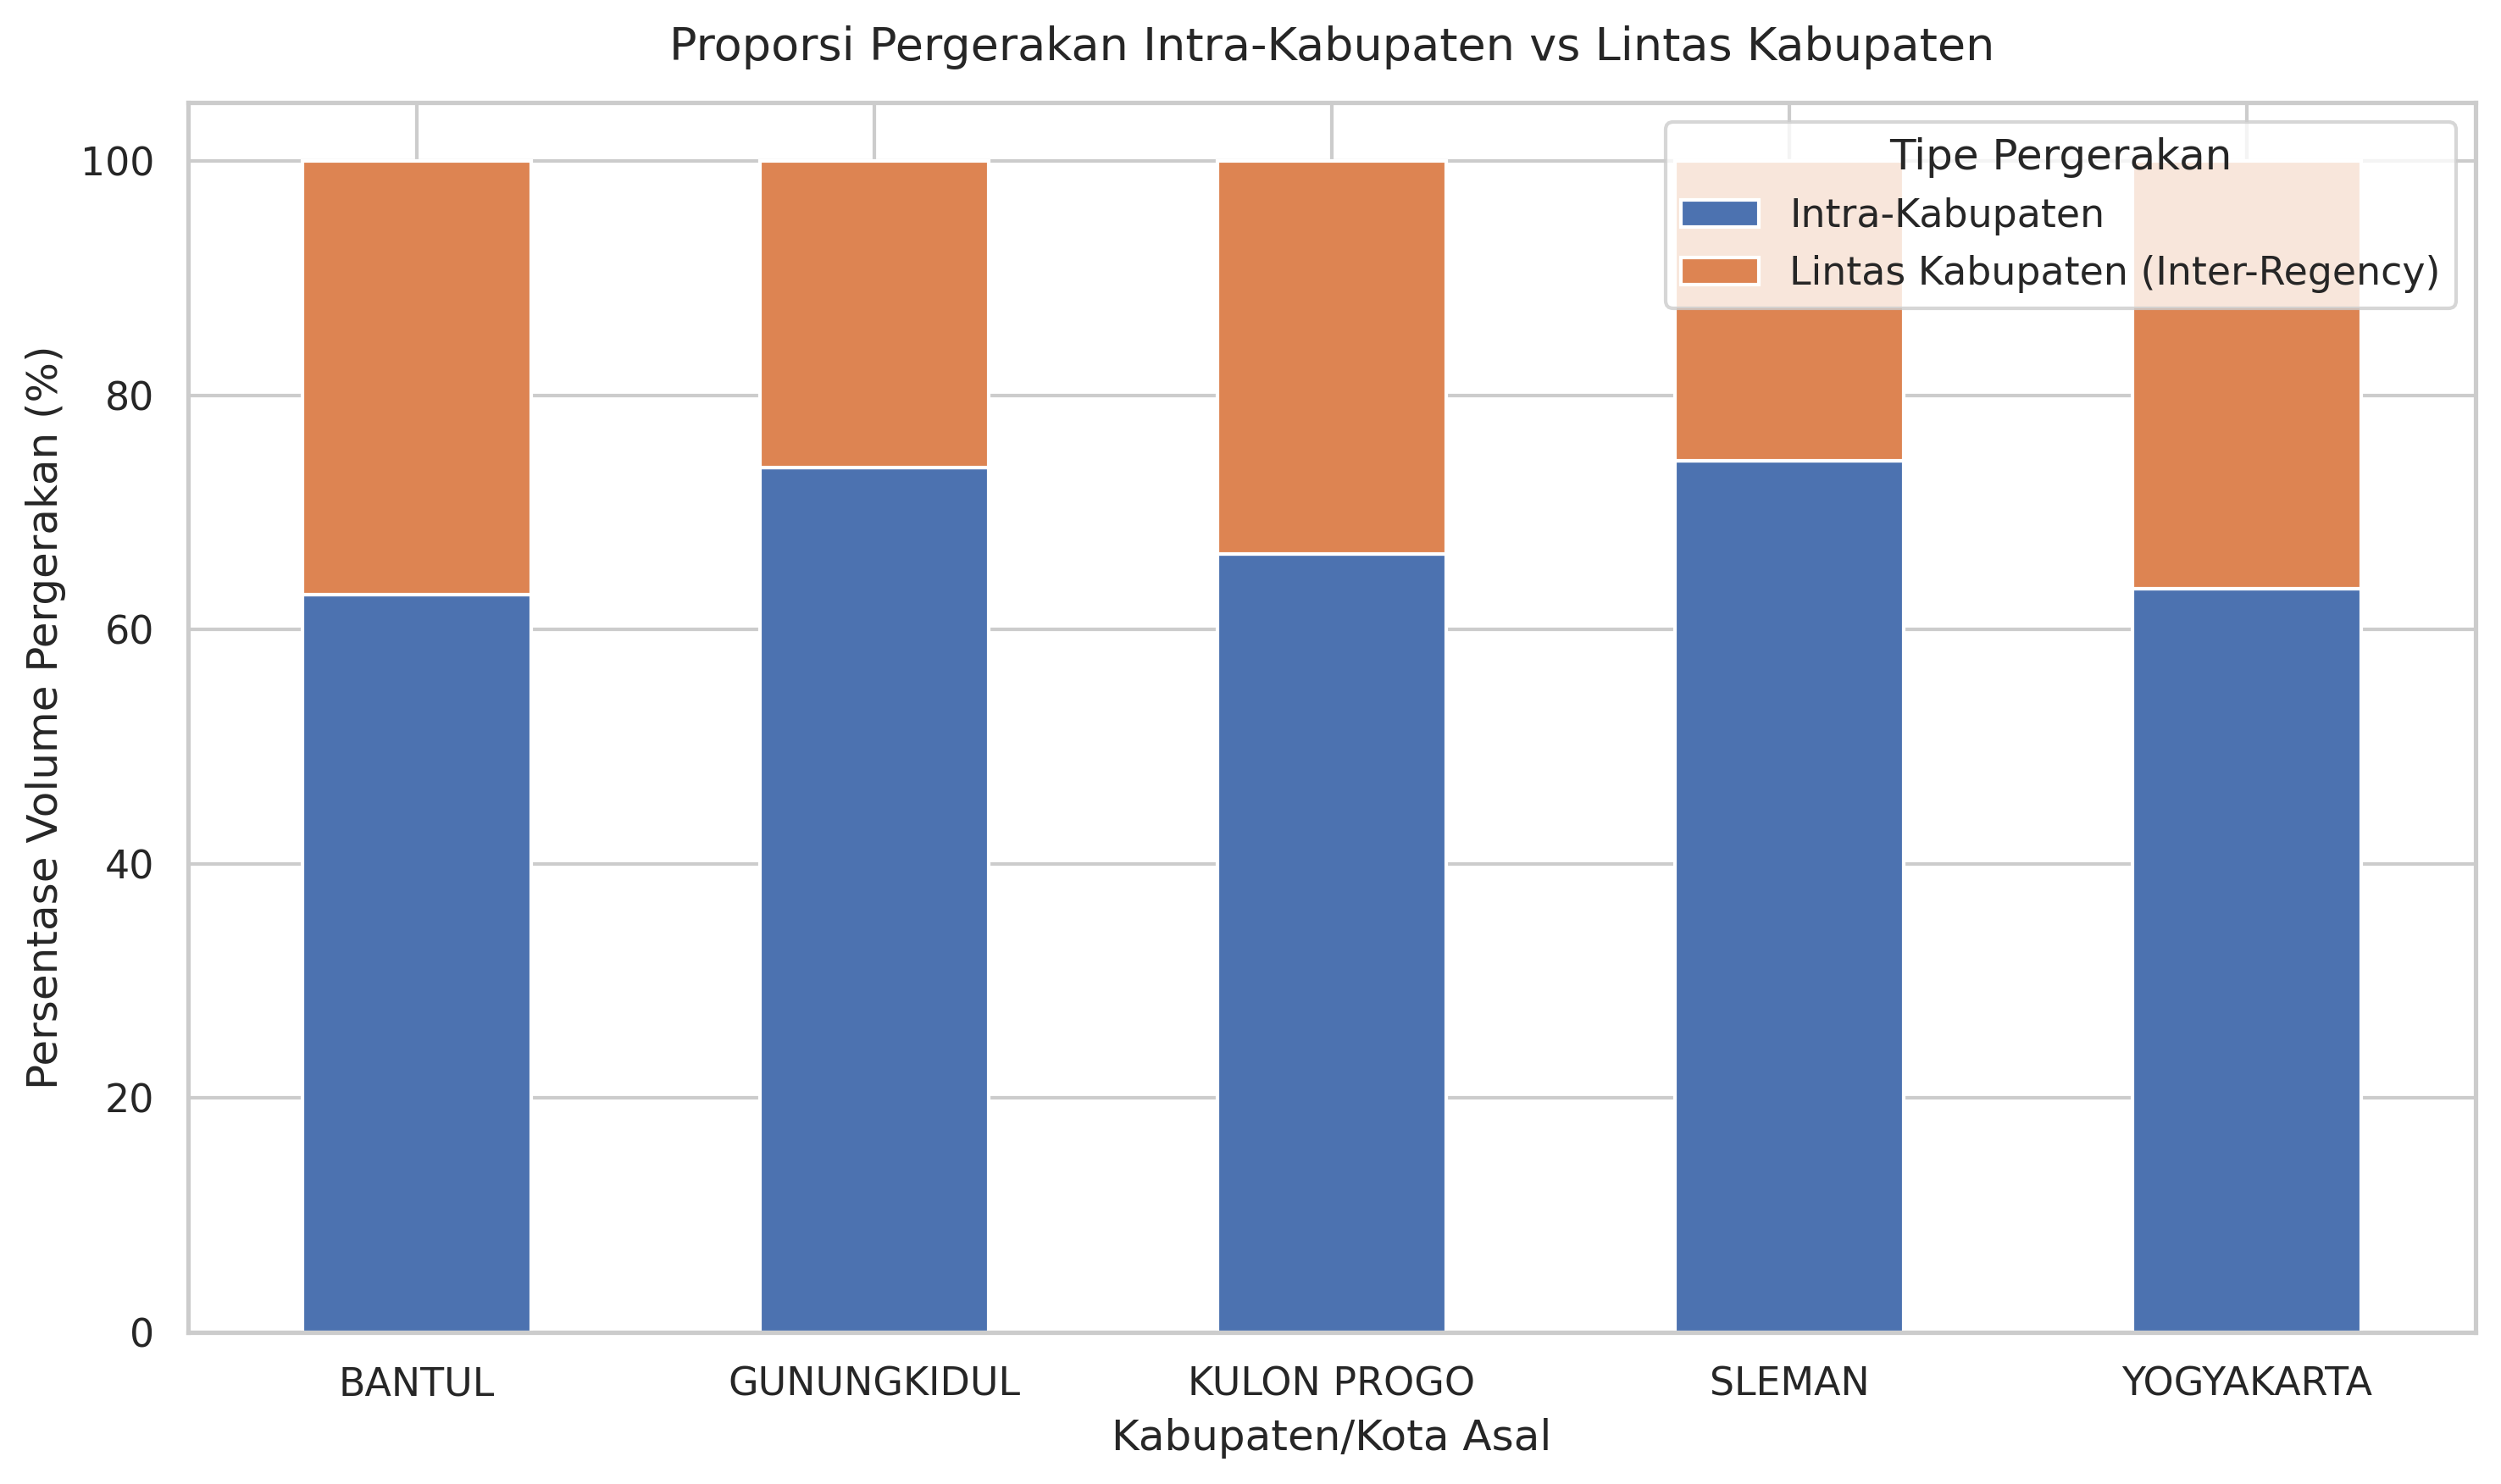 Proporsi Pergerakan Intra-Kabupaten vs Lintas Kabupaten
Persentase Volume Pergerakan (%)
100
80
60
40
20
0
Tipe Pergerakan
Intra-Kabupaten
Lintas Kabupaten (Inter-Regency)
BANTUL
GUNUNGKIDUL
KULON PROGO
SLEMAN
YOGYAKARTA
Kabupaten/Kota Asal